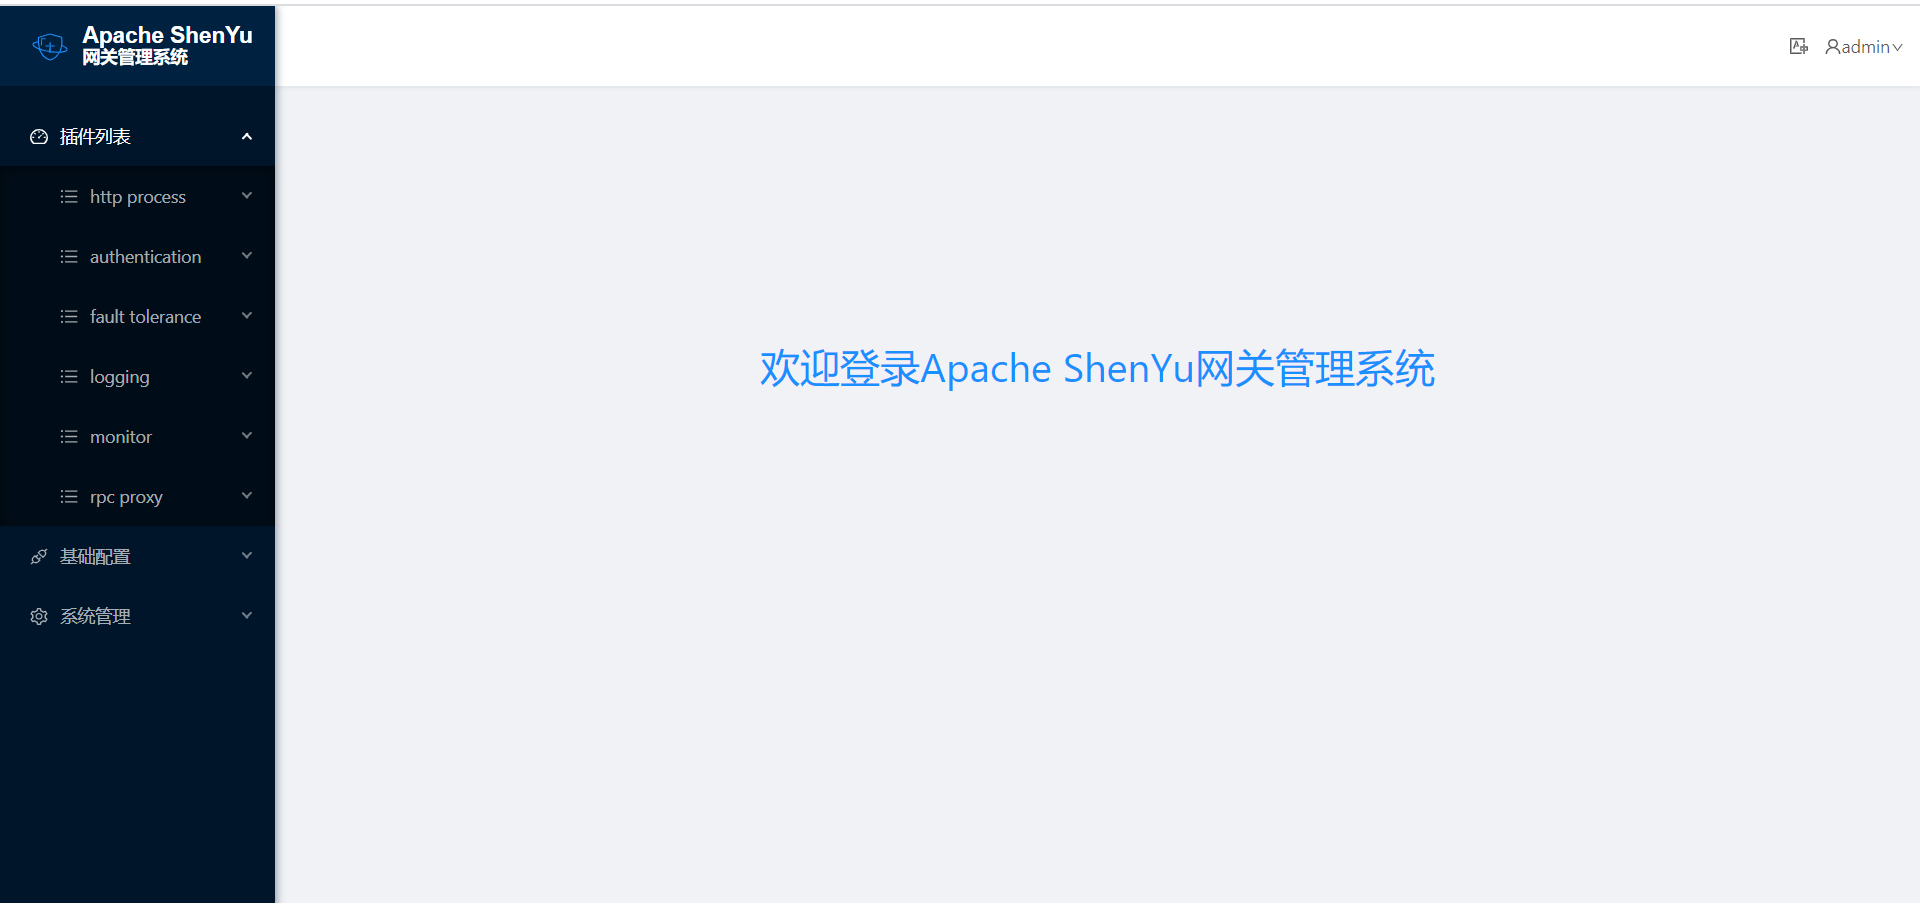 Apache ShenYu
网关管理系统
admin
插件列表
http process
authentication
fault tolerance
logging
monitor
rpc proxy
基础配置
系统管理
欢迎登录Apache ShenYu网关管理系统